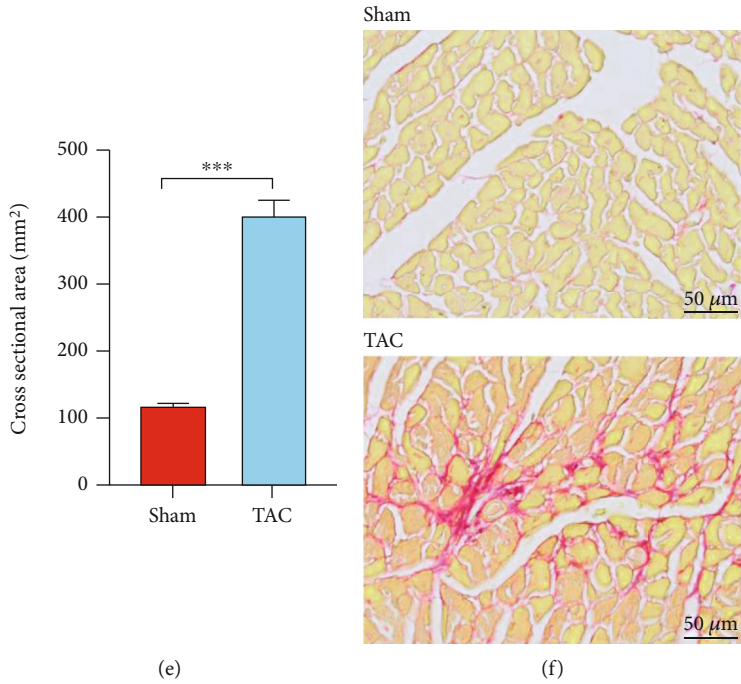 Cross sectional area (mm²)
500
400
300
200
100
0
***
Sham
TAC
(e)
Sham
50 μm
TAC
50 μm
(f)